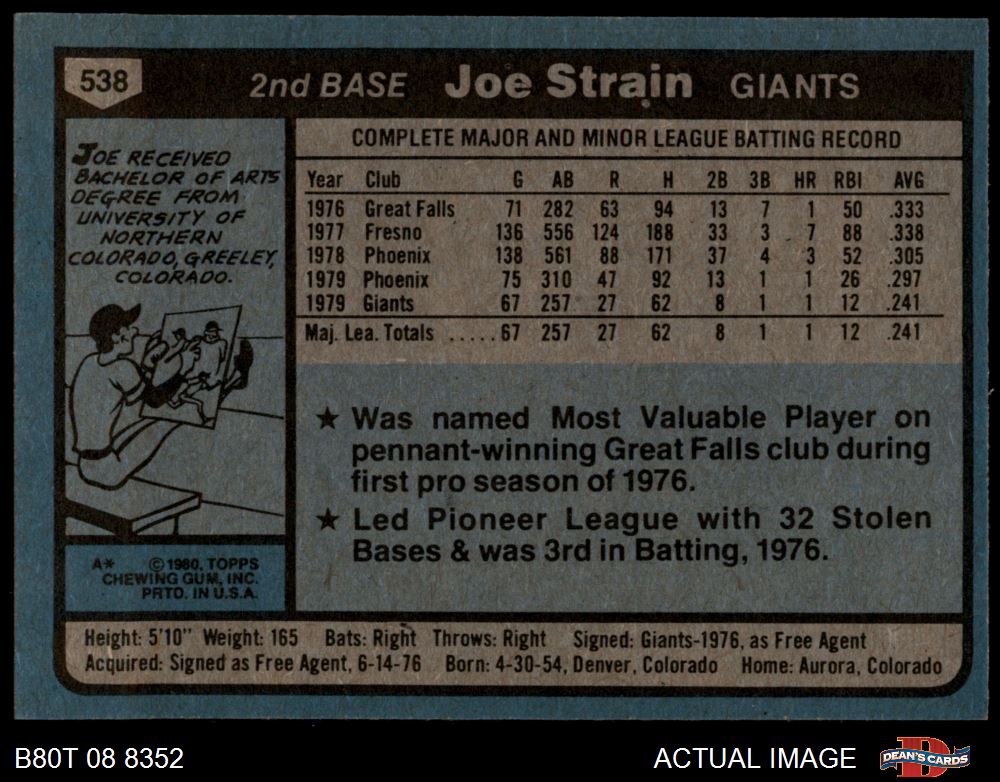 538
2nd BASE Joe Strain GIANTS
JOE RECEIVED
BACHELOR OF ARTS
DEGREE FROM
UNIVERSITY OF
NORTHERN
COLORADO, GREELEY,
COLORADO.
A* ©1980, TOPPS
CHEWING GUM, INC.
PRTD. IN U.S.A.
COMPLETE MAJOR AND MINOR LEAGUE BATTING RECORD
Year Club G AB R H 2B 3B HR RBI AVG
1976 Great Falls 71 282 63 94 13 7 1 50 .333
1977 Fresno 136 556 124 188 33 3 7 88 .338
1978 Phoenix 138 561 88 171 37 4 3 52 .305
1979 Phoenix 75 310 47 92 13 1 1 26 .297
1979 Giants 67 257 27 62 8 1 1 12 .241
Maj. Lea. Totals .....67 257 27 62 8 1 1 12 .241
★ Was named Most Valuable Player on
pennant-winning Great Falls club during
first pro season of 1976.
★ Led Pioneer League with 32 Stolen
Bases & was 3rd in Batting, 1976.
Height: 5'10" Weight: 165 Bats: Right Throws: Right Signed: Giants-1976, as Free Agent
Acquired: Signed as Free Agent, 6-14-76 Born: 4-30-54, Denver, Colorado Home: Aurora, Colorado
B80T 08 8352 ACTUAL IMAGE DEAN'S CARDS